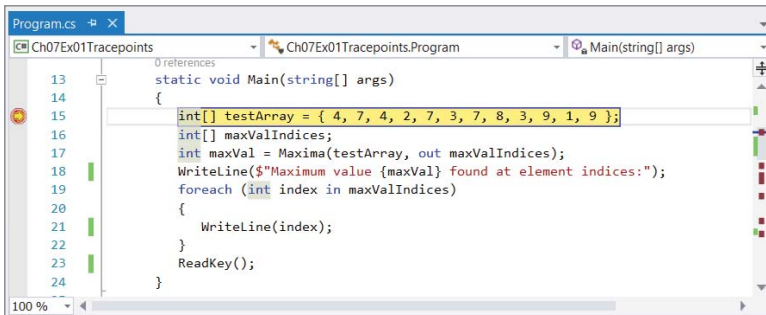 Program.cs
Ch07Ex01Tracepoints Ch07Ex01Tracepoints.Program Main(string[] args)
0 references
13 static void Main(string[] args)
14 {
15 int[] testArray = { 4, 7, 4, 2, 7, 3, 7, 8, 3, 9, 1, 9 };
16 int[] maxValIndices;
17 int maxVal = Maxima(testArray, out maxValIndices);
18 WriteLine($"Maximum value {maxVal} found at element indices:");
19 foreach (int index in maxValIndices)
20 {
21 WriteLine(index);
22 }
23 ReadKey();
24 }
100 %